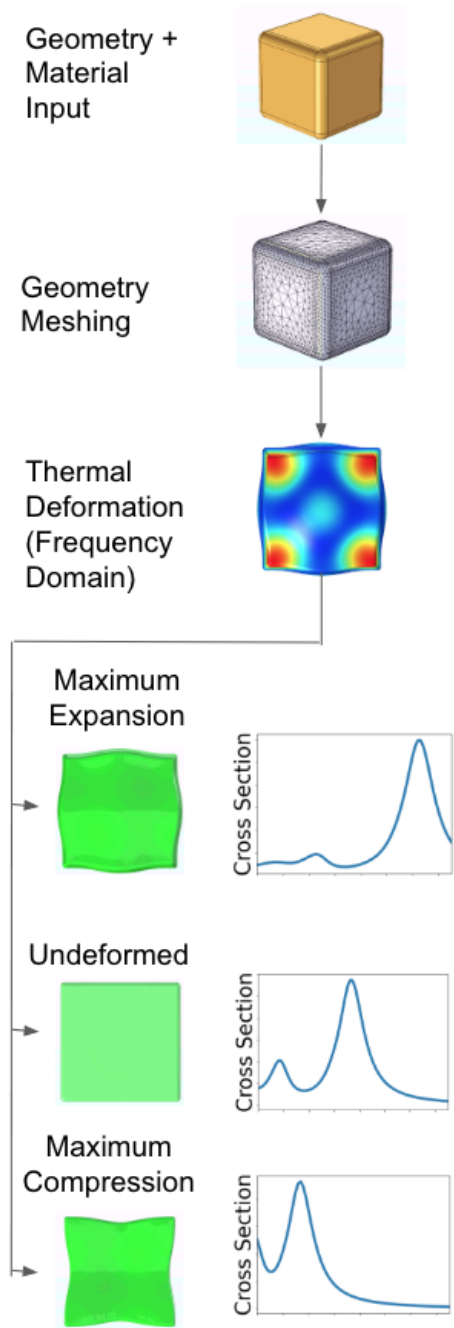 Geometry +
Material
Input
Geometry
Meshing
Thermal
Deformation
(Frequency
Domain)
Maximum
Expansion
Cross Section
Undeformed
Cross Section
Maximum
Compression
Cross Section